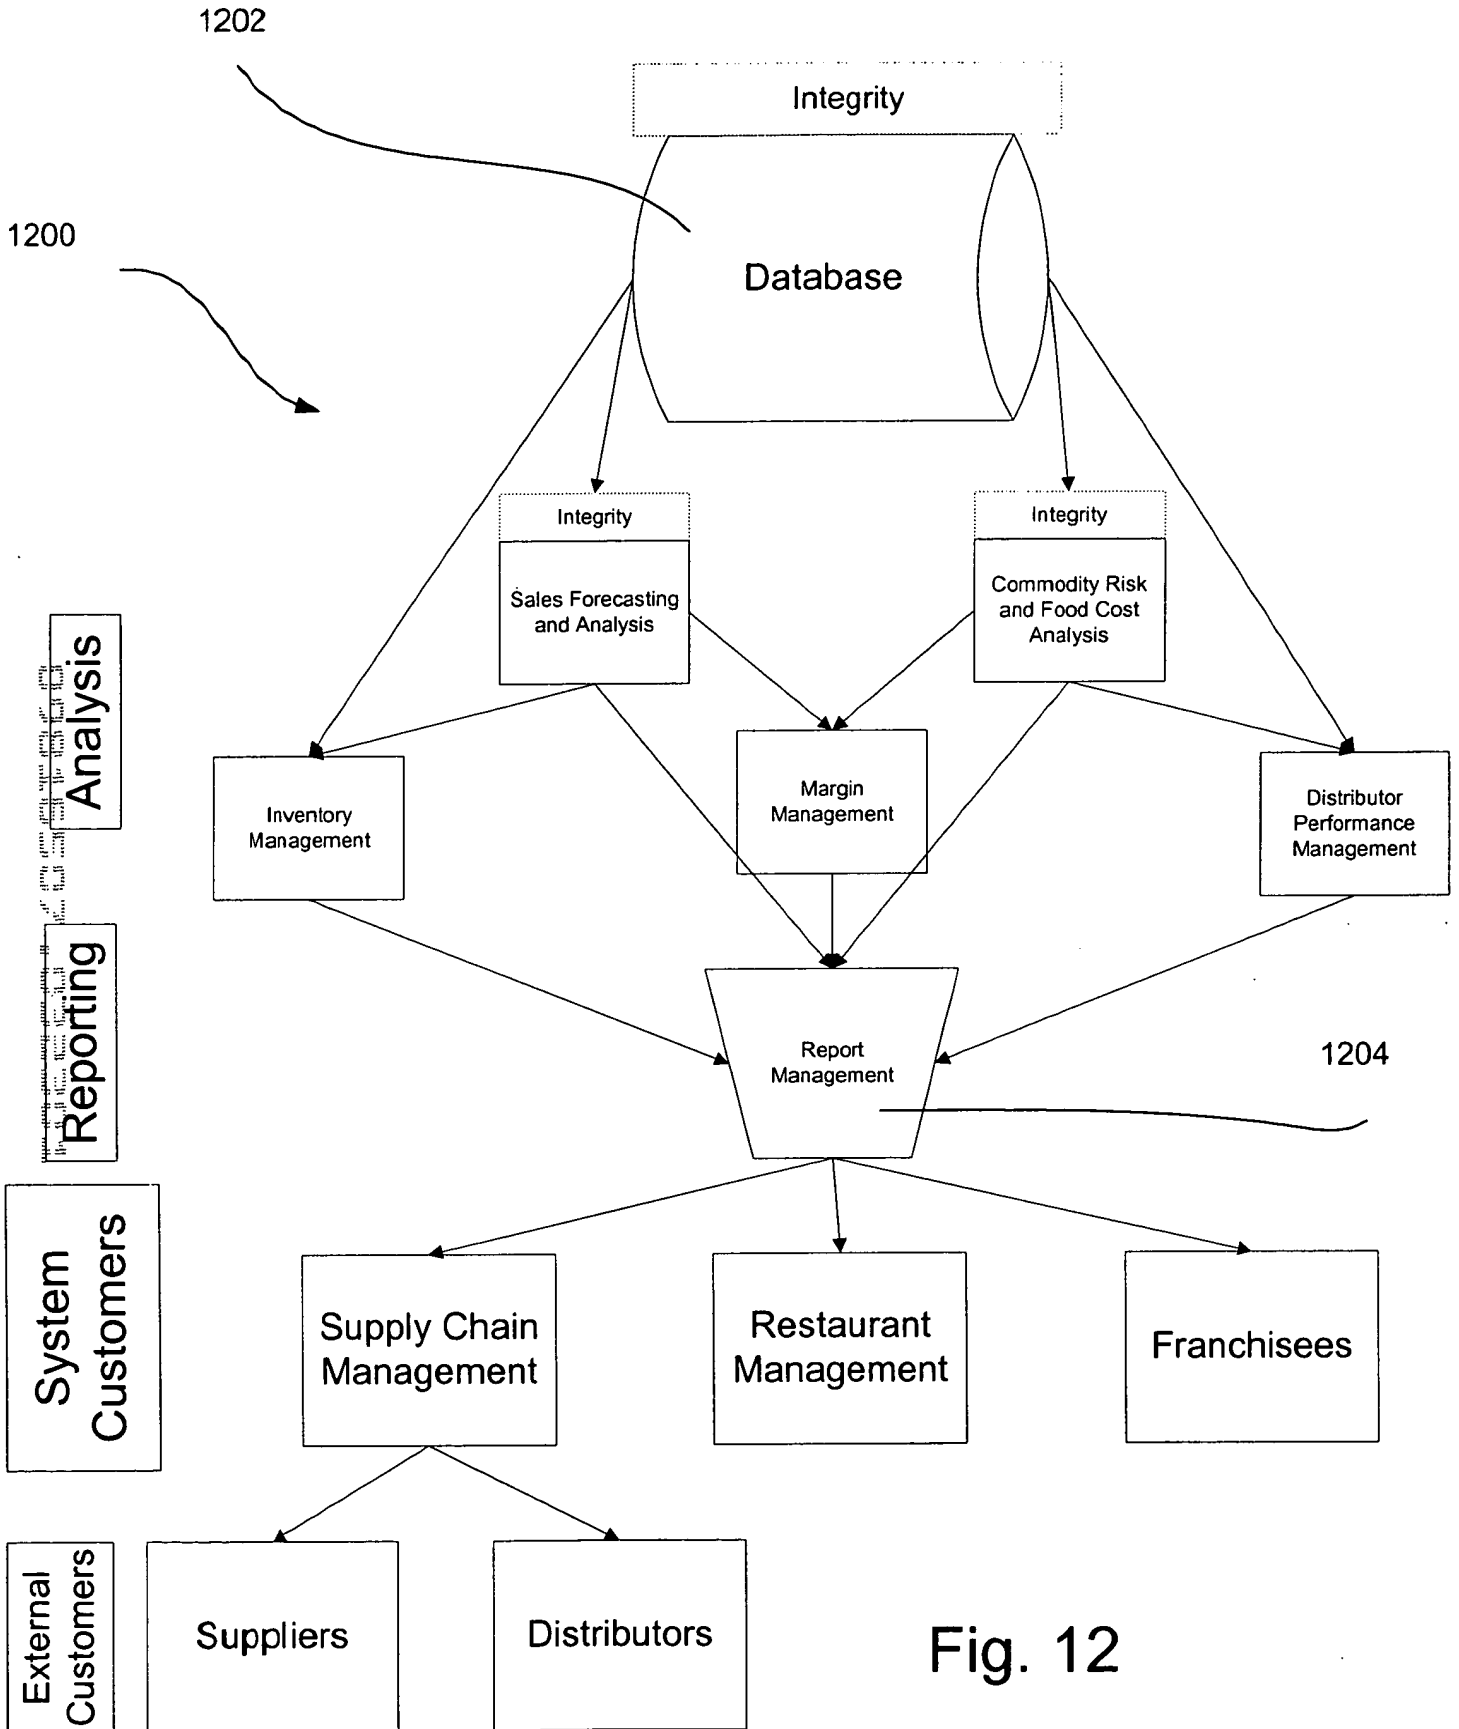 1202
Integrity
1200
Database
Integrity
Integrity
Sales Forecasting
and Analysis
Commodity Risk
and Food Cost
Analysis
Analysis
Inventory
Management
Margin
Management
Distributor
Performance
Management
Reporting
Report
Management
1204
System
Customers
Supply Chain
Management
Restaurant
Management
Franchisees
External
Customers
Suppliers
Distributors
Fig. 12